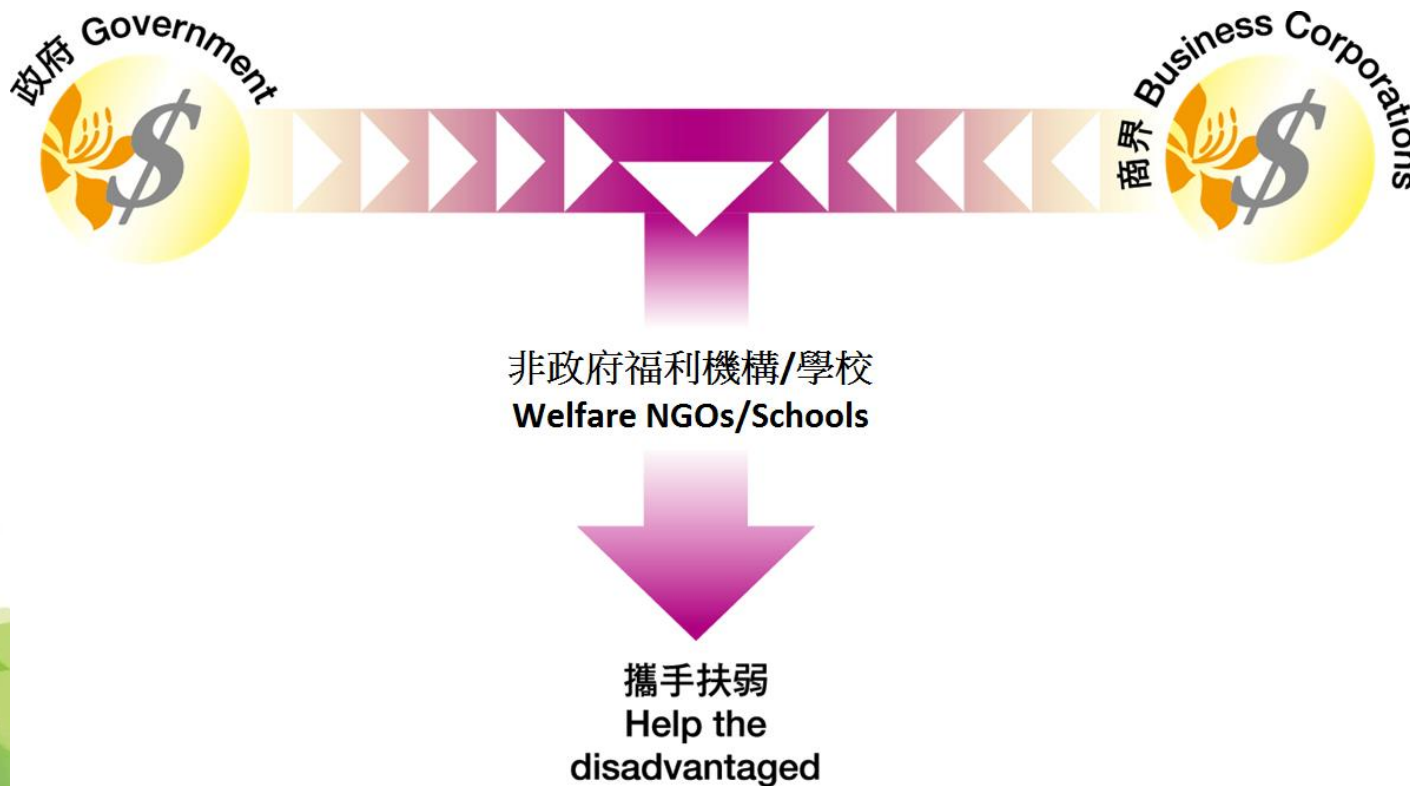 政府 Government
商界 Business Corporations
$
$
非政府福利機構/學校
Welfare NGOs/Schools
攜手扶弱
Help the
disadvantaged